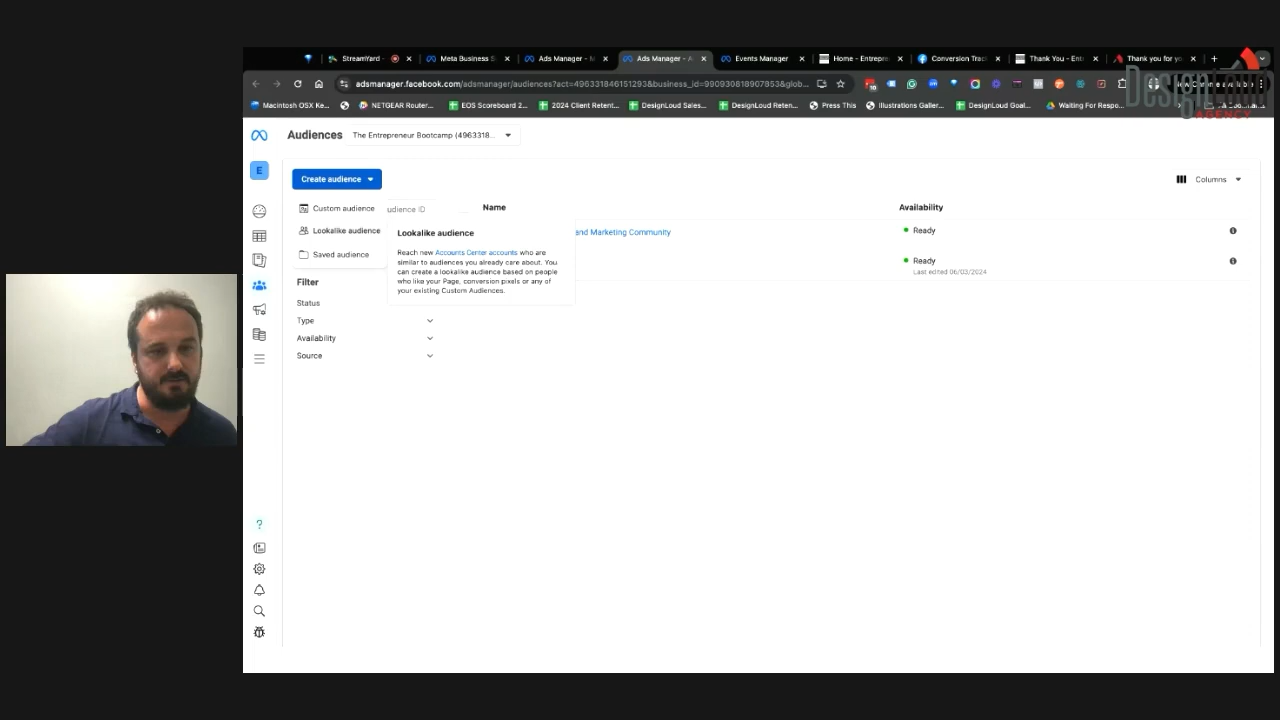 StreamYard -
Meta Business S
Ads Manager - M
Ads Manager - A
Events Manager
Home - Entrepre
Conversion Trac
Thank You - Ent
Thank you for yo
adsmanager.facebook.com/adsmanager/audiences?act=496331846151293&business_id=990930818907853&glob...
Macintosh OSX Ke...
NETGEAR Router...
EOS Scoreboard 2...
2024 Client Retent...
DesignLoud Sales...
DesignLoud Reten...
Press This
Illustrations Galler...
DesignLoud Goal...
Waiting For Respo...
DesignLoud
AGENCY
Audiences
The Entrepreneur Bootcamp (4963318...
E
Create audience
Columns
Custom audience
udience ID
Name
Availability
Lookalike audience
Lookalike audience
and Marketing Community
Ready
Reach new Accounts Center accounts who are
similar to audiences you already care about. You
can create a lookalike audience based on people
who like your Page, conversion pixels or any of
your existing Custom Audiences.
Saved audience
Ready
Last edited 06/03/2024
Filter
Status
Type
Availability
Source